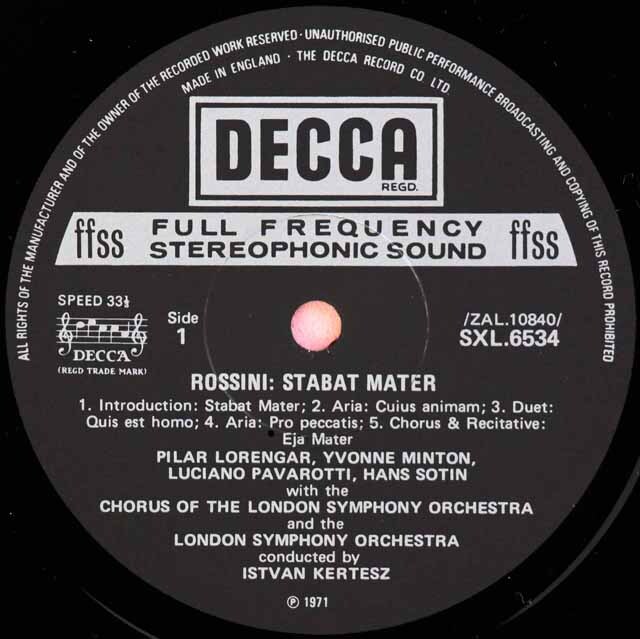 ALL RIGHTS OF THE MANUFACTURER AND OF THE OWNER OF THE RECORDED WORK RESERVED · UNAUTHORISED PUBLIC PERFORMANCE BROADCASTING AND COPYING OF THIS RECORD PROHIBITED
MADE IN ENGLAND · THE DECCA RECORD CO LTD
DECCA
REGD.
ffss FULL FREQUENCY ffss
STEREOPHONIC SOUND
SPEED 33⅓
Side
1
DECCA
(REGD TRADE MARK)
/ZAL.10840/
SXL.6534
ROSSINI: STABAT MATER
1. Introduction: Stabat Mater; 2. Aria: Cuius animam; 3. Duet:
Quis est homo; 4. Aria: Pro peccatis; 5. Chorus & Recitative:
Eja Mater
PILAR LORENGAR, YVONNE MINTON,
LUCIANO PAVAROTTI, HANS SOTIN
with the
CHORUS OF THE LONDON SYMPHONY ORCHESTRA
and the
LONDON SYMPHONY ORCHESTRA
conducted by
ISTVAN KERTESZ
℗ 1971